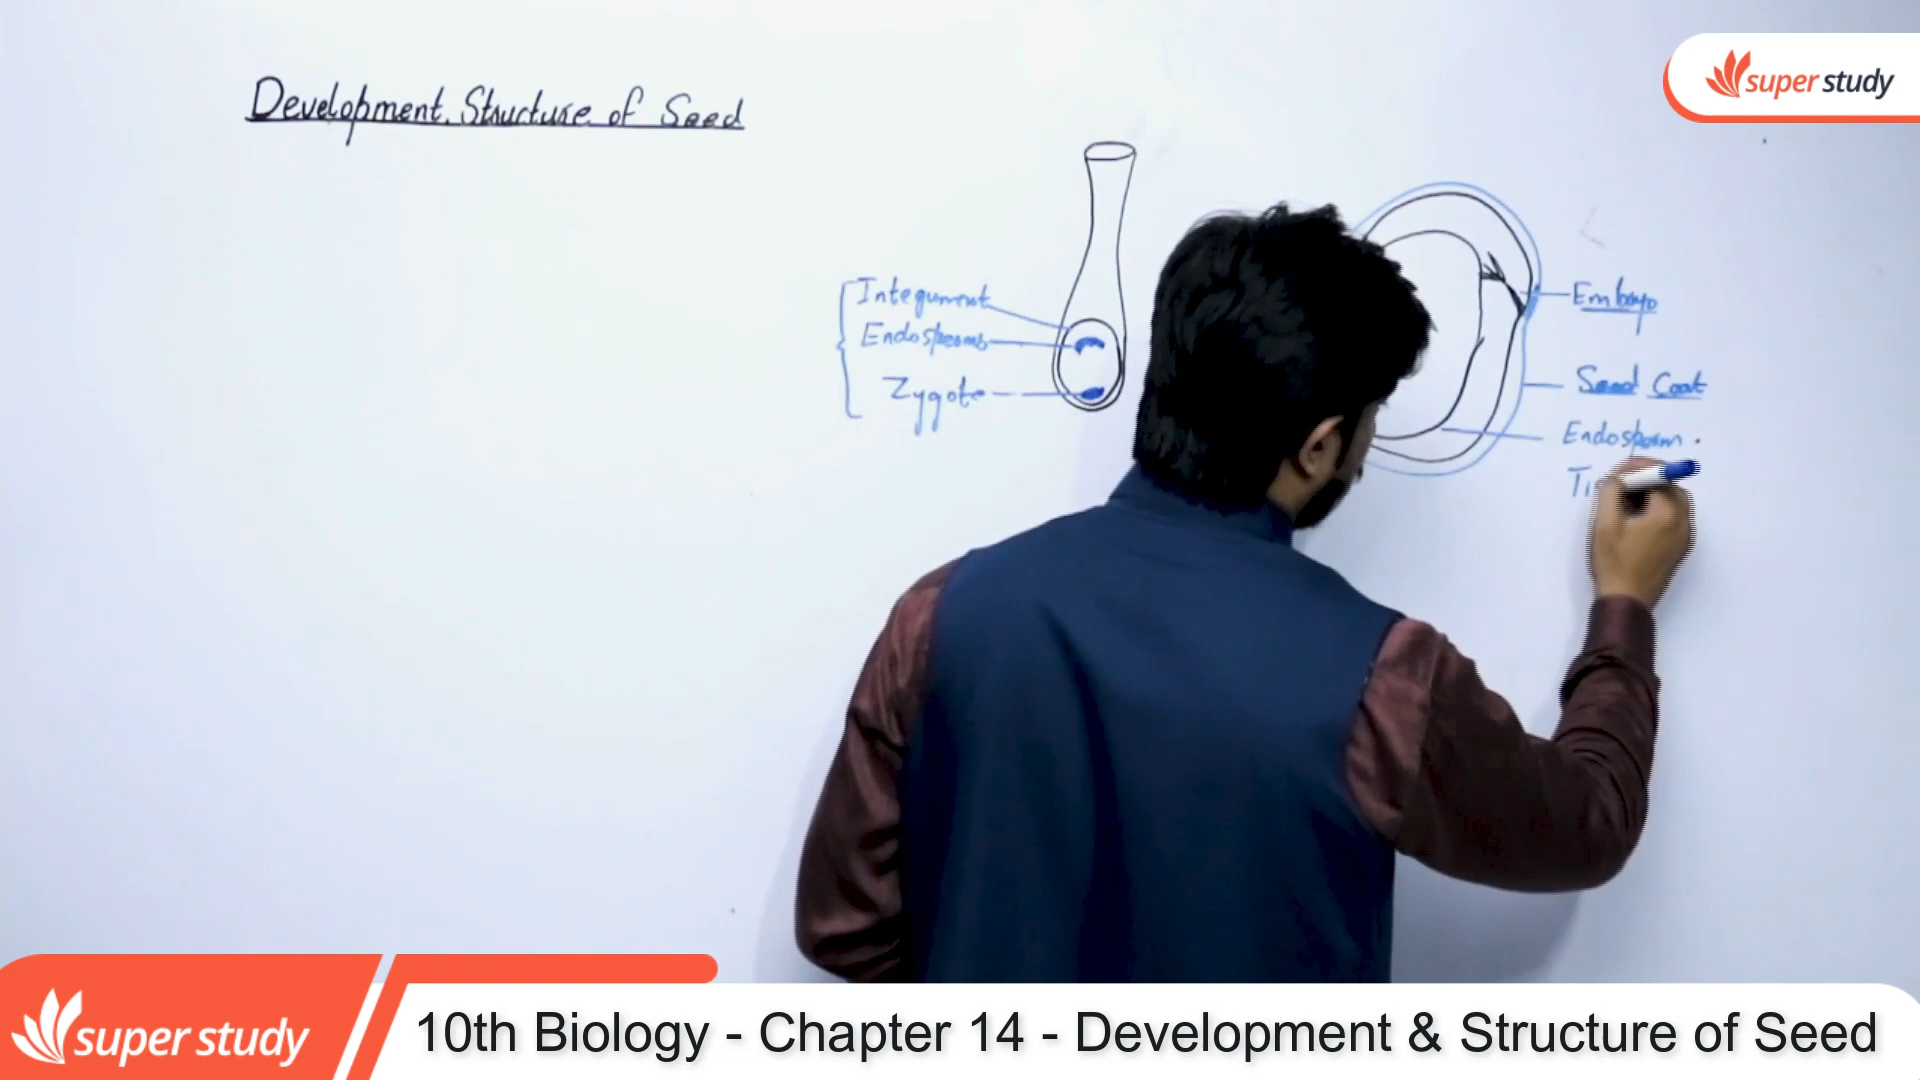 super study
Development, Structure of Seed
Integument
Zygote
Embryo
Seed Coat
Endosperm
super study
10th Biology - Chapter 14 - Development & Structure of Seed